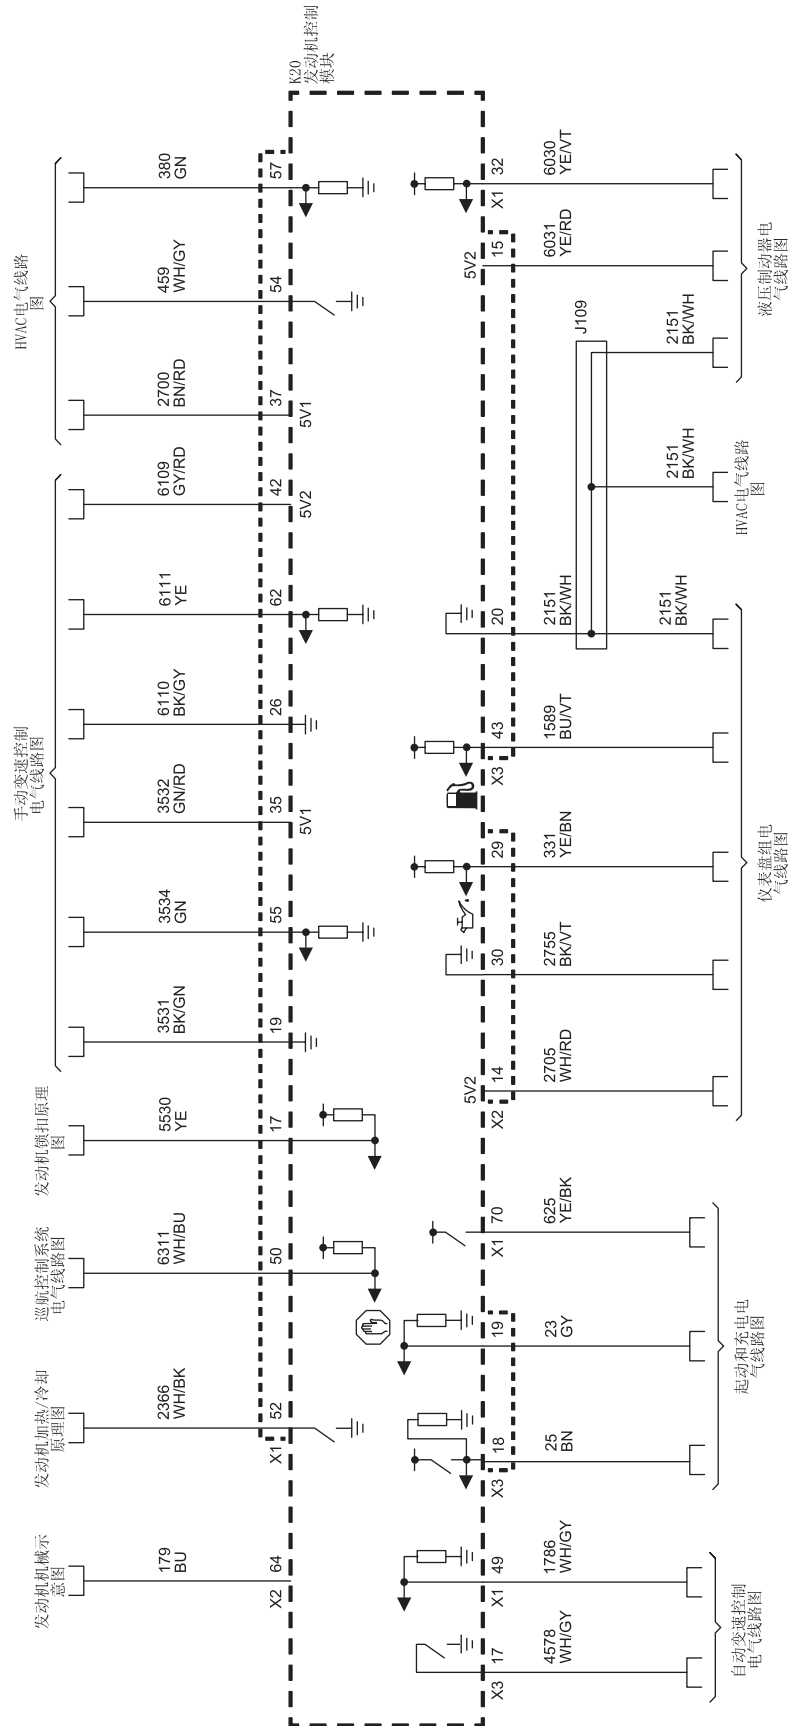 K20
发动机控制
模块
发动机机械示
意图
179
BU
64
X2
发动机加热/冷却
原理图
2366
WH/BK
52
X1
巡航控制系统
电气线路图
6311
WH/BU
50
发动机锁扣原理
图
5530
YE
17
手动变速控制
电气线路图
3531
BK/GN
19
3534
GN
55
3532
GN/RD
35
5V1
6110
BK/GY
26
6111
YE
62
6109
GY/RD
42
5V2
HVAC电气线路
图
2700
BN/RD
37
5V1
459
WH/GY
54
380
GN
57
X3
17
4578
WH/GY
X1
49
1786
WH/GY
自动变速控制
电气线路图
X3
18
25
BN
19
23
GY
X1
70
625
YE/BK
起动和充电电
气线路图
5V2
X2
14
2705
WH/RD
30
2755
BK/VT
29
331
YE/BN
X3
43
1589
BU/VT
20
2151
BK/WH
2151
BK/WH
仪表盘组电
气线路图
J109
2151
BK/WH
HVAC电气线路
图
2151
BK/WH
5V2
15
6031
YE/RD
X1
32
6030
YE/VT
液压制动器电
气线路图